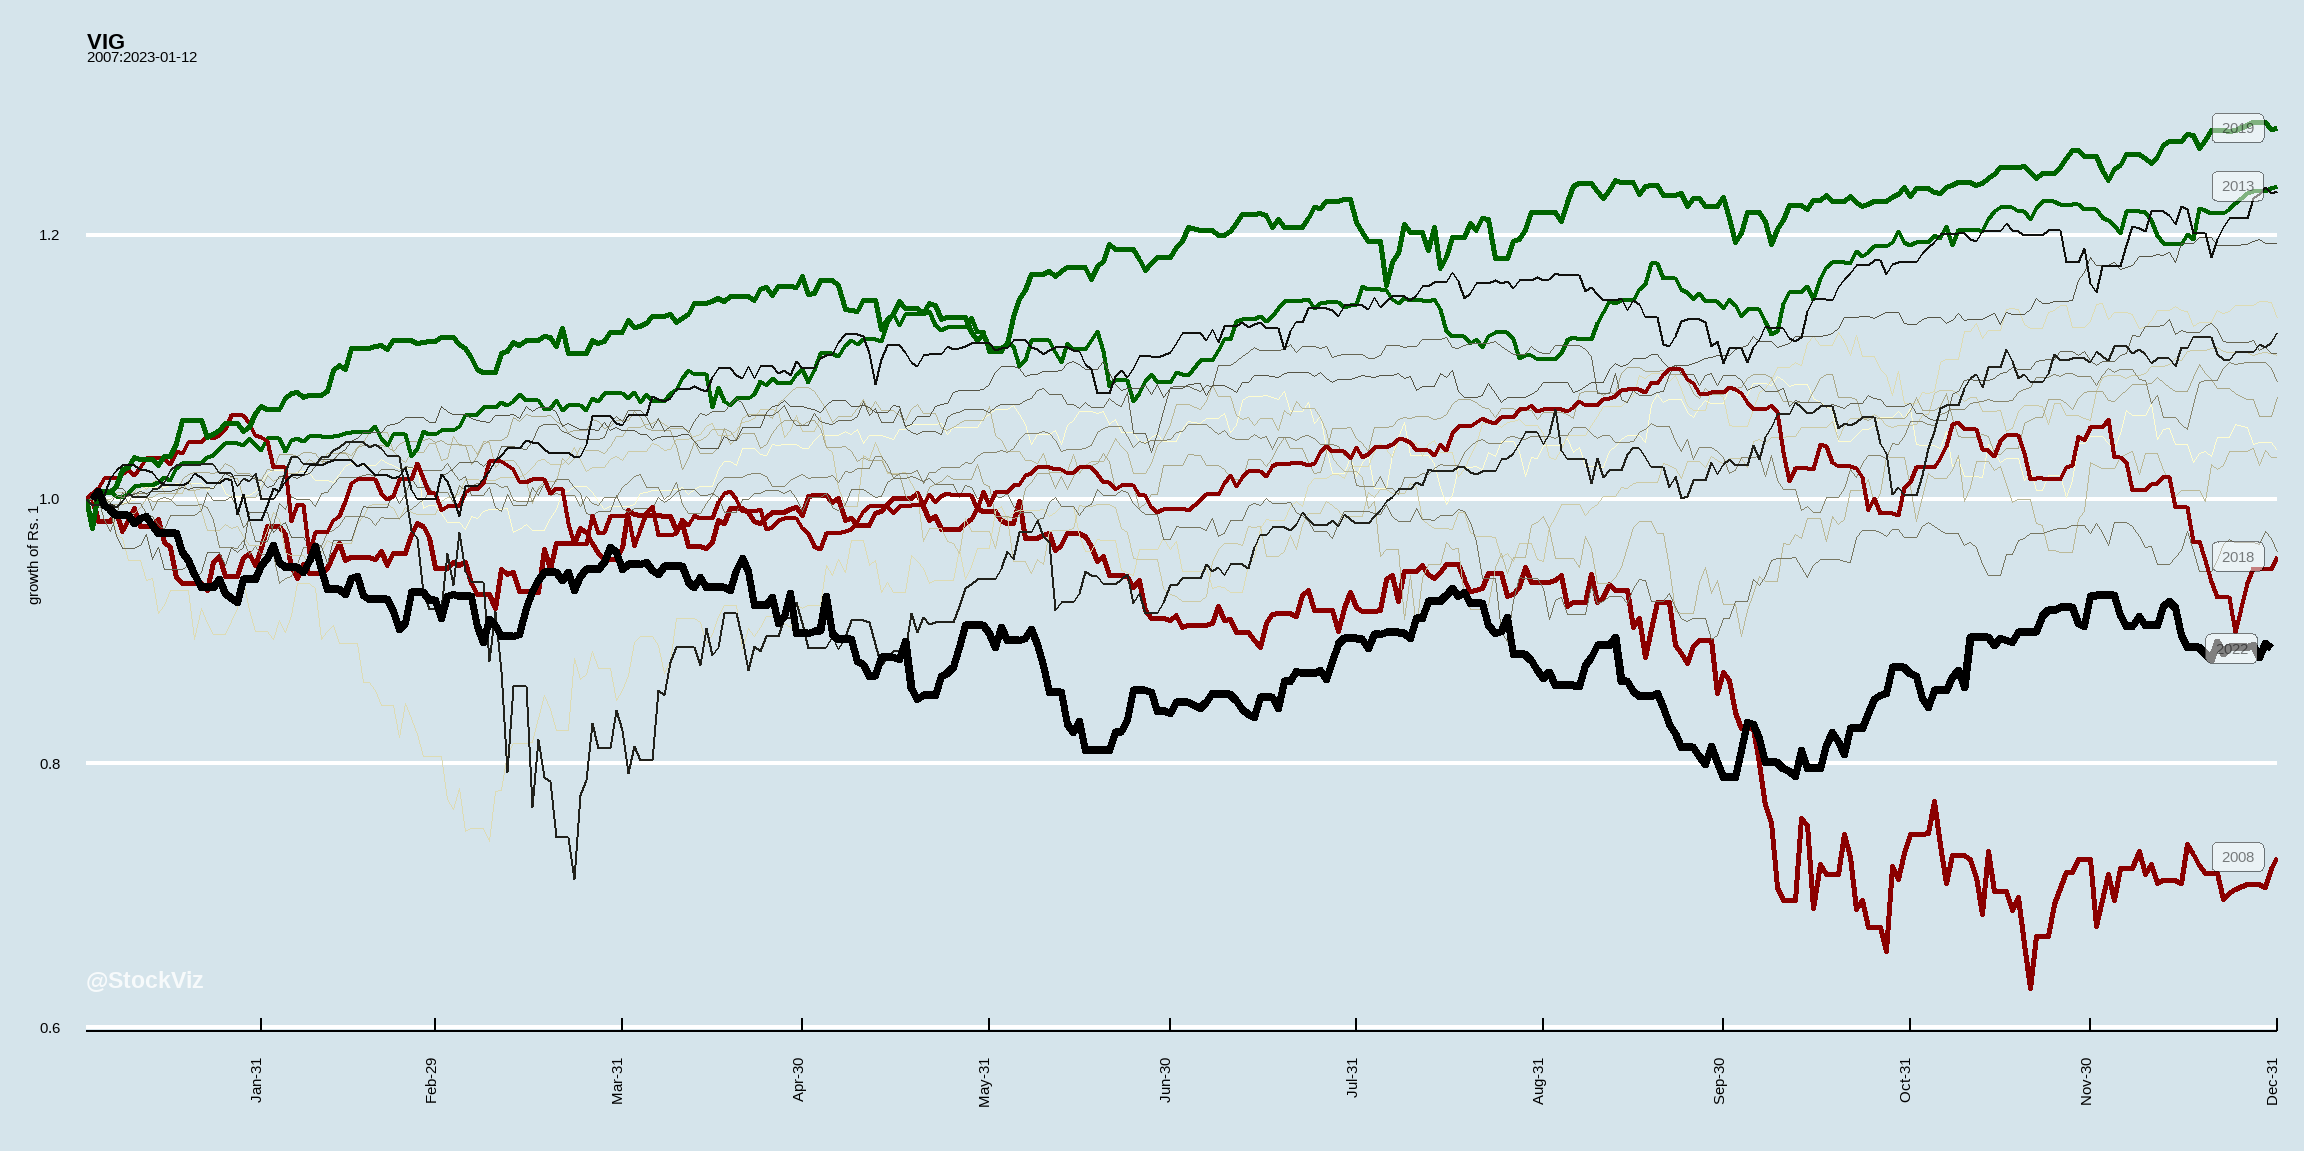 VIG
2007:2023-01-12
2019
2013
1.2
1.0
growth of Rs. 1
2018
2022
0.8
2008
@StockViz
0.6
Jan-31
Feb-29
Mar-31
Apr-30
May-31
Jun-30
Jul-31
Aug-31
Sep-30
Oct-31
Nov-30
Dec-31